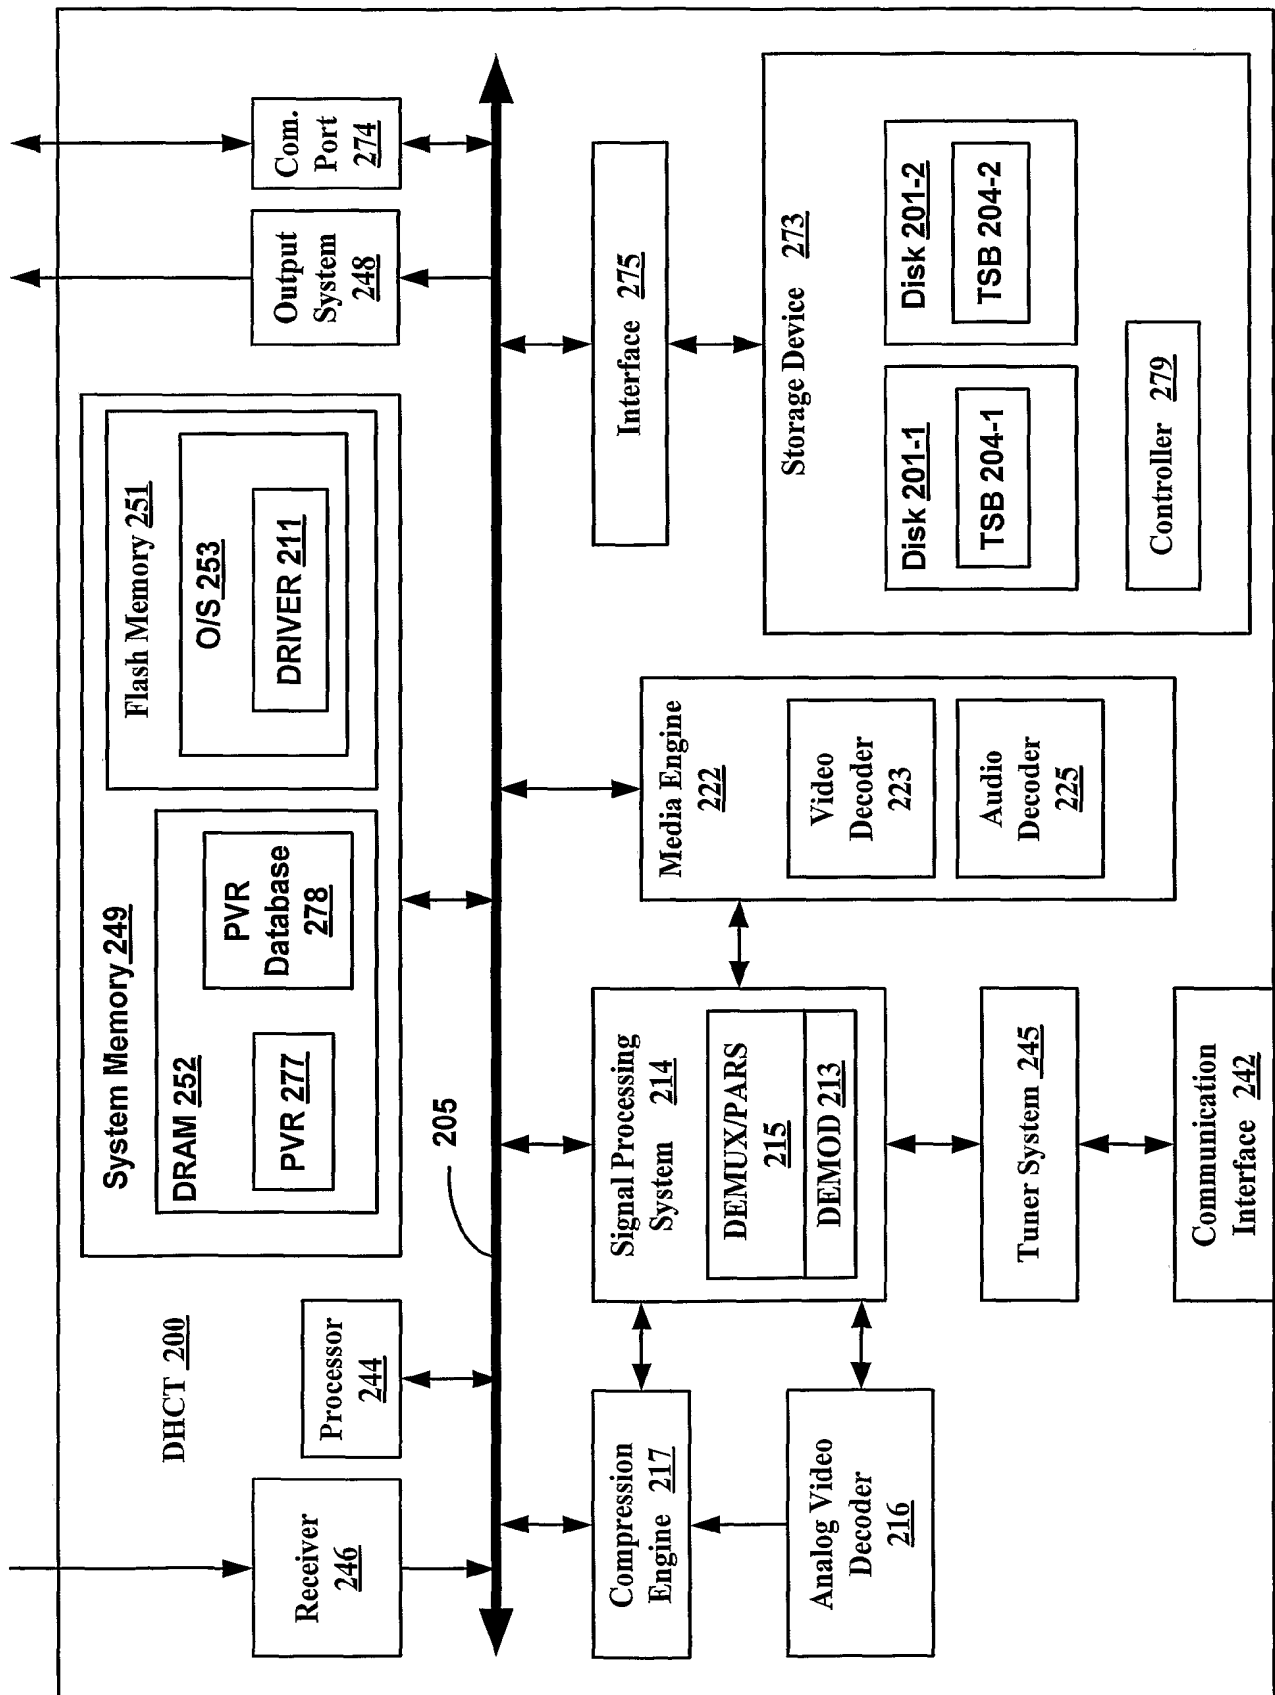 DHCT 200
Receiver
246
Processor
244
System Memory 249
DRAM 252
PVR 277
PVR
Database
278
Flash Memory 251
O/S 253
DRIVER 211
Output
System
248
Com.
Port
274
205
Compression
Engine 217
Analog Video
Decoder
216
Signal Processing
System 214
DEMUX/PARS
215
DEMOD 213
Tuner System 245
Communication
Interface 242
Media Engine
222
Video
Decoder
223
Audio
Decoder
225
Interface 275
Storage Device 273
Disk 201-1
TSB 204-1
Disk 201-2
TSB 204-2
Controller 279